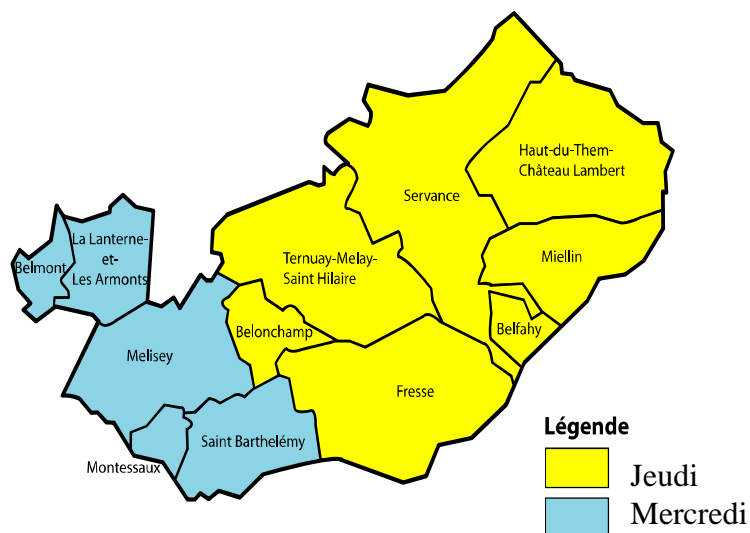 Haut-du-Them-
Château Lambert
Servance
La Lanterne-
et-
Les Armonts
Belmont
Ternuay-Melay-
Saint Hilaire
Miellin
Belonchamp
Belfahy
Melisey
Fresse
Saint Barthelémy
Montessaux
Légende
Jeudi
Mercredi